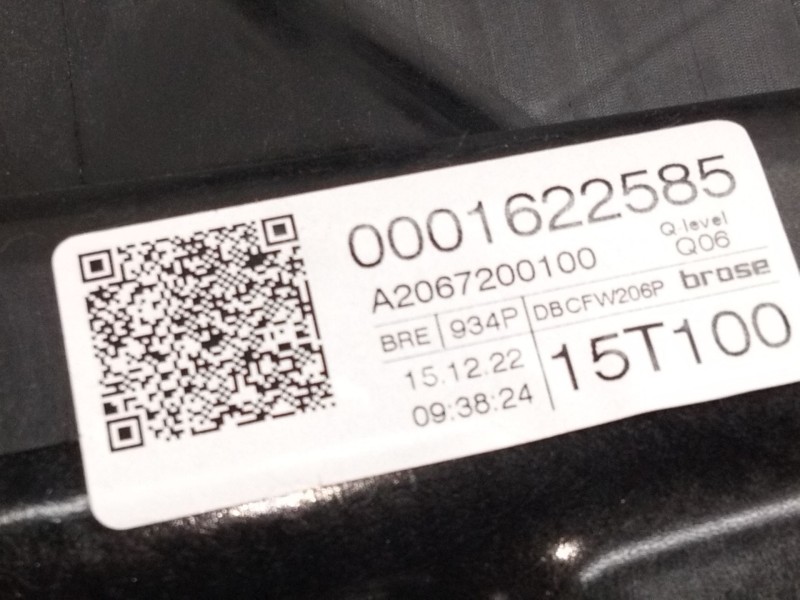 0001622585
A2067200100
Q-level
Q06
BRE 934P DBCFW206P brose
15.12.22
09:38:24
15T100